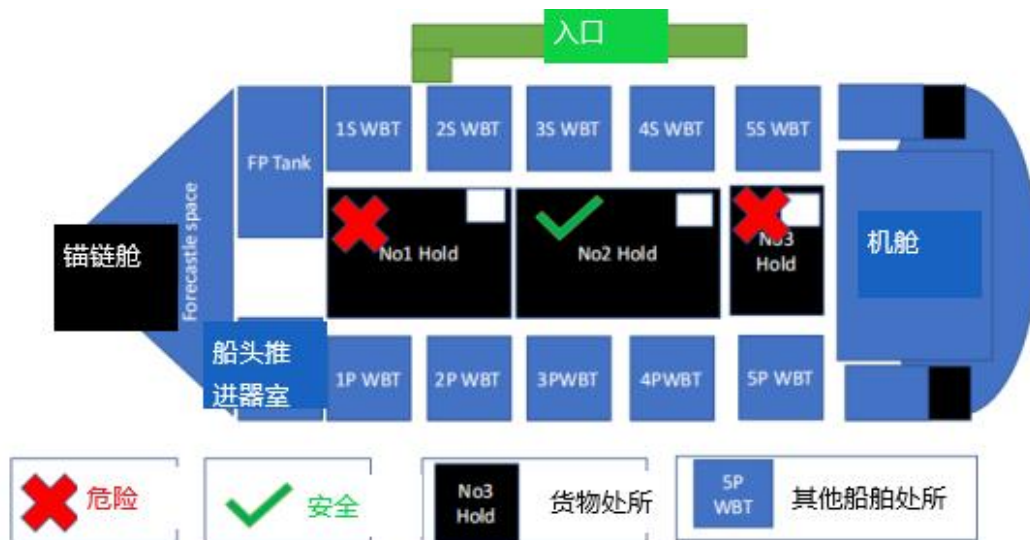 入口
1S WBT
2S WBT
3S WBT
4S WBT
5S WBT
FP Tank
锚链舱
Forecastle space
No1 Hold
No2 Hold
No3
Hold
机舱
船头推
进器室
1P WBT
2P WBT
3PWBT
4PWBT
5P WBT
危险
安全
No3
Hold
货物处所
5P
WBT
其他船舶处所